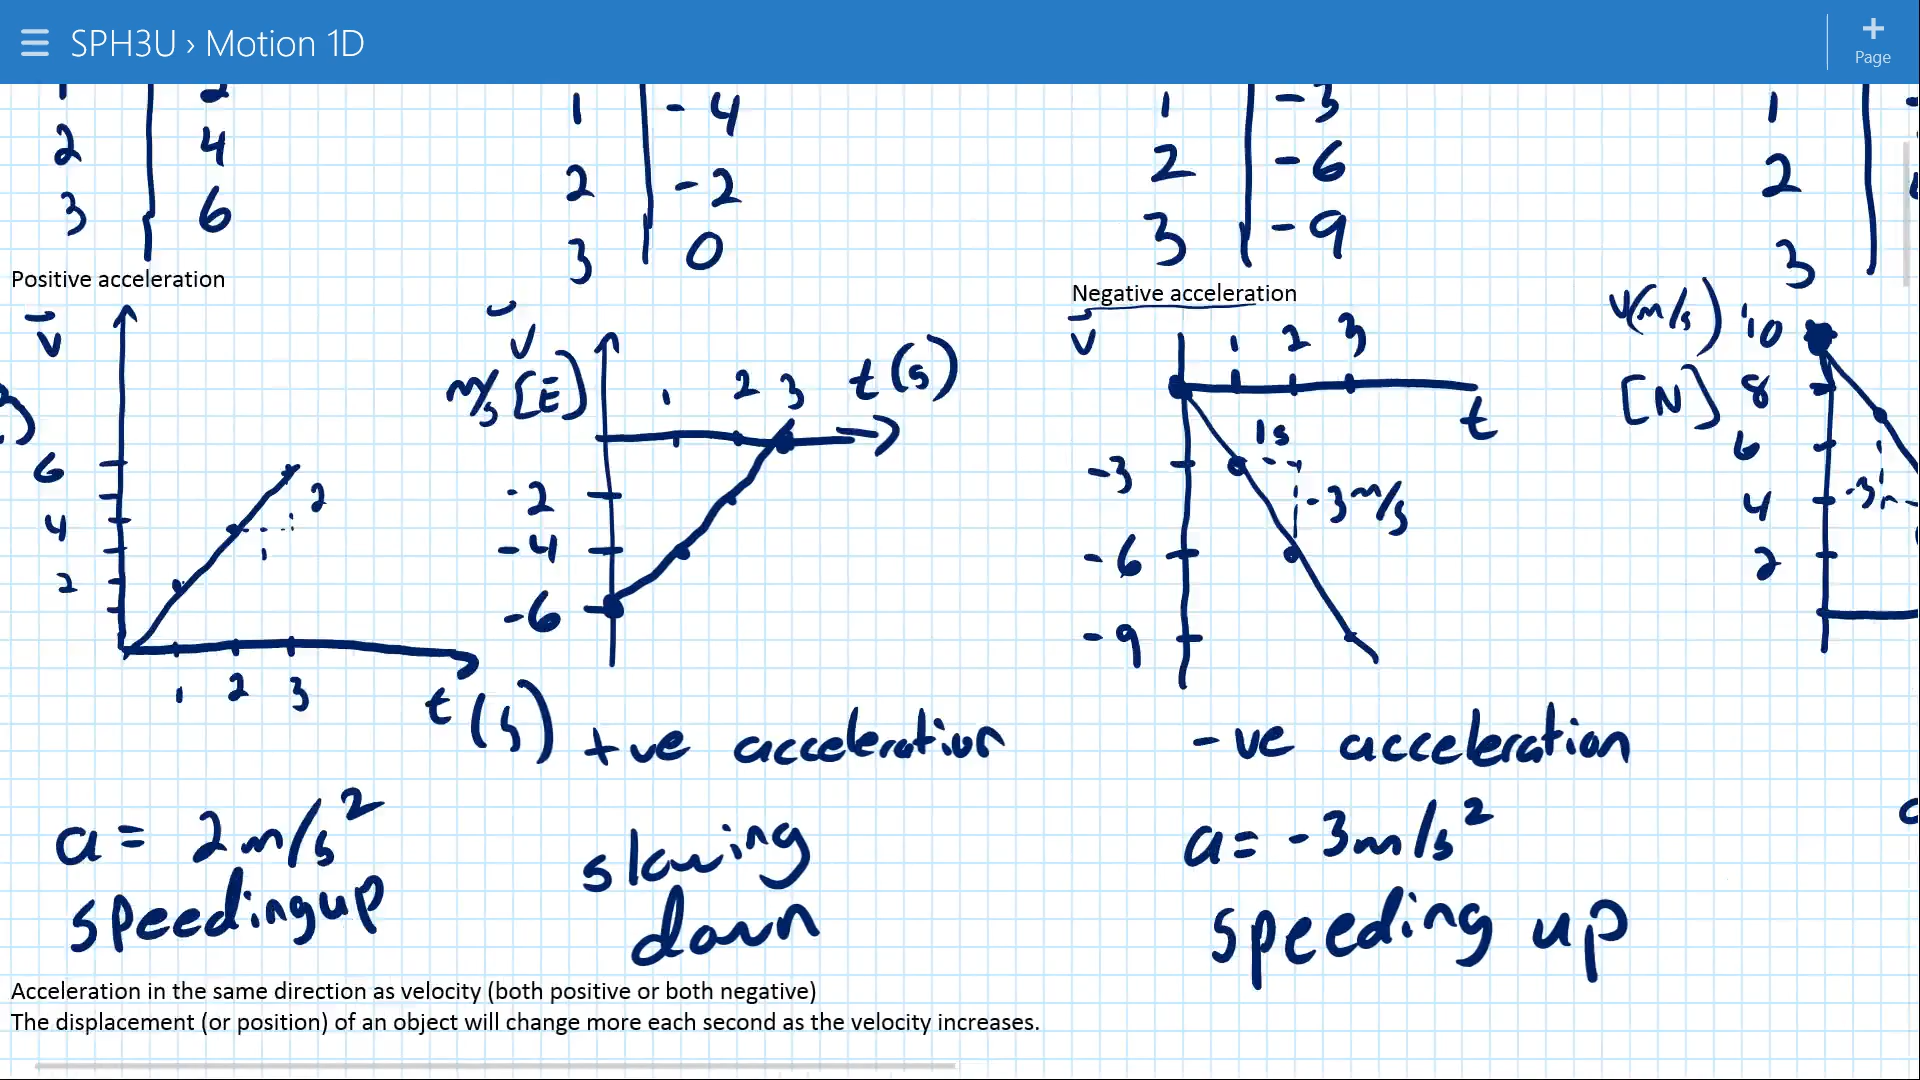 SPH3U › Motion 1D
+
Page
2 4
3 6
1 - 4
2 - 2
3 0
1 - 3
2 - 6
3 - 9
1
2
3
Positive acceleration
v
6
4
2
2
1
1 2 3
t (s)
a = 2 m/s²
speeding up
v
m/s [E]
1 2 3 t (s)
-2
-4
-6
+ve acceleration
slowing
down
Negative acceleration
v
1 2 3
t
1s
-3
-3 m/s
-6
-9
-ve acceleration
a = -3 m/s²
speeding up
v(m/s) 10
[N] 8
6
4
2
-3
Acceleration in the same direction as velocity (both positive or both negative)
The displacement (or position) of an object will change more each second as the velocity increases.